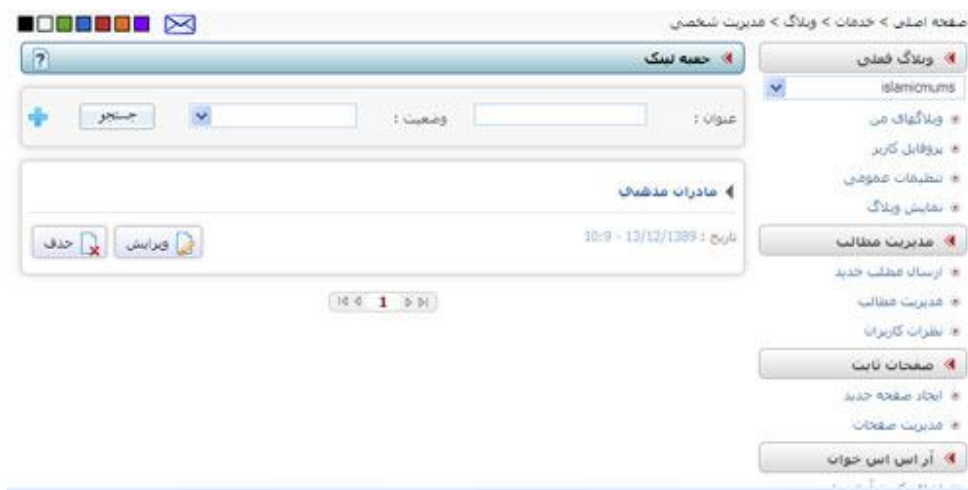 صفحه اصلی > خدمات > وبلاگ > مدیریت شخصی
وبلاگ فعلی
islamicmums
وبلاگهای من
پروفایل کاربر
تنظیمات عمومی
نمایش وبلاگ
مدیریت مطالب
ارسال مطلب جدید
مدیریت مطالب
نظرات کاربران
صفحات ثابت
ایجاد صفحه جدید
مدیریت صفحات
آر اس اس خوان
جعبه لینک
?
عنوان :
وضعیت :
جستجو
مادران مذهبی
تاریخ : 13/12/1389 - 10:9
ویرایش
حذف
1